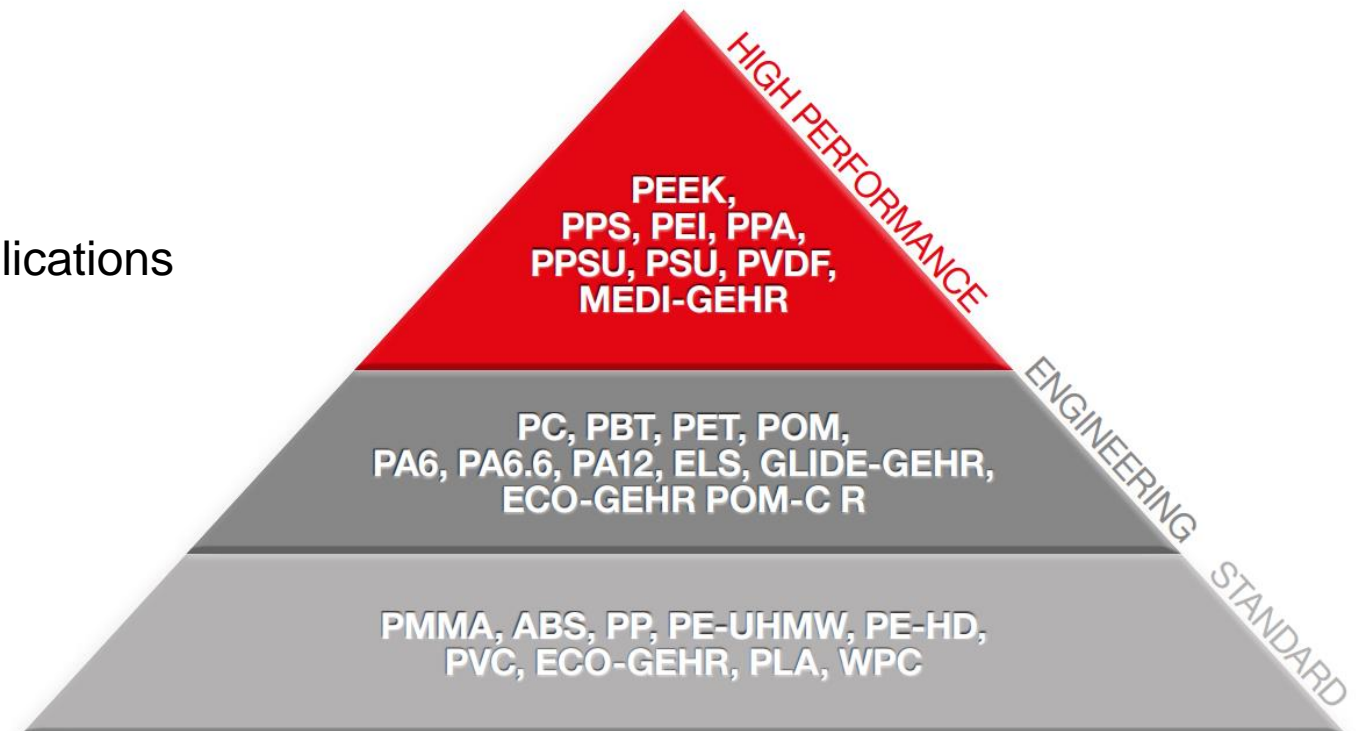 HIGH PERFORMANCE
PEEK,
PPS, PEI, PPA,
PPSU, PSU, PVDF,
MEDI-GEHR
lications
ENGINEERING
PC, PBT, PET, POM,
PA6, PA6.6, PA12, ELS, GLIDE-GEHR,
ECO-GEHR POM-C R
STANDARD
PMMA, ABS, PP, PE-UHMW, PE-HD,
PVC, ECO-GEHR, PLA, WPC